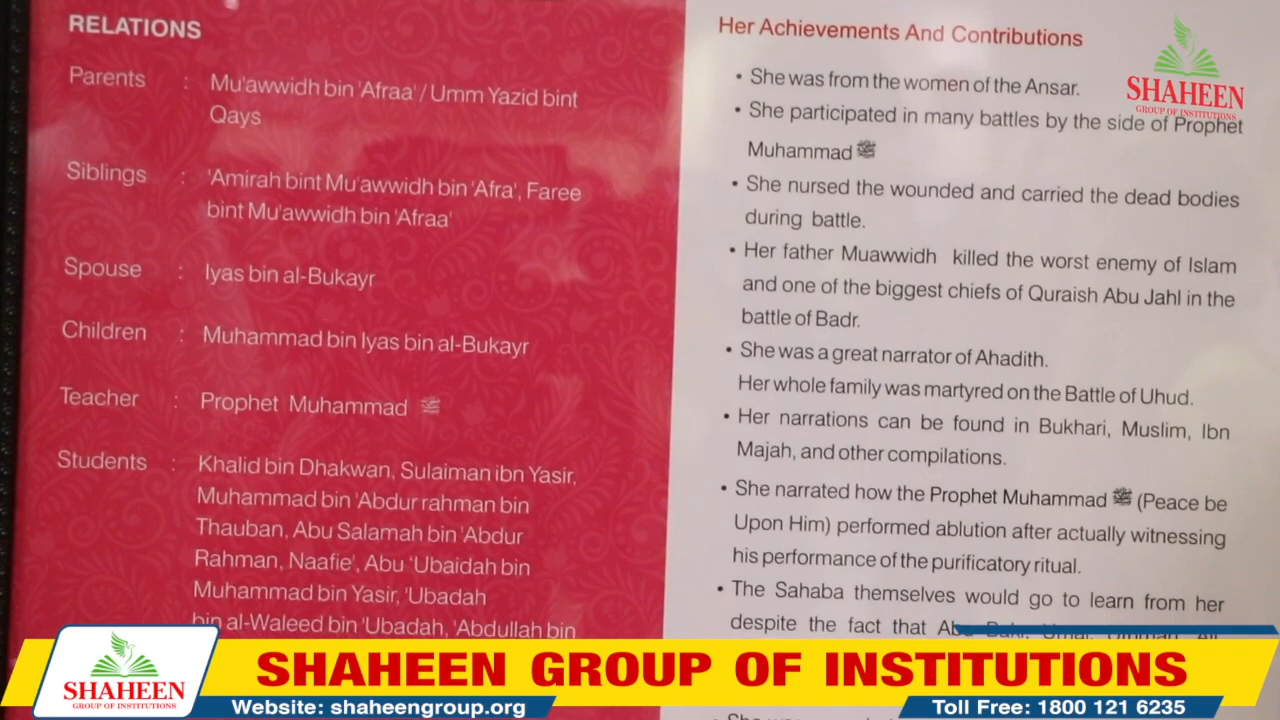 RELATIONS
Parents : Mu'awwidh bin 'Afraa' / Umm Yazid bint
Qays
Siblings : 'Amirah bint Mu'awwidh bin 'Afra', Faree
bint Mu'awwidh bin 'Afraa'
Spouse : Iyas bin al-Bukayr
Children : Muhammad bin Iyas bin al-Bukayr
Teacher : Prophet Muhammad ﷺ
Students : Khalid bin Dhakwan, Sulaiman ibn Yasir,
Muhammad bin 'Abdur rahman bin
Thauban, Abu Salamah bin 'Abdur
Rahman, Naafie', Abu 'Ubaidah bin
Muhammad bin Yasir, 'Ubadah
bin al-Waleed bin 'Ubadah, 'Abdullah bin
Her Achievements And Contributions
• She was from the women of the Ansar.
• She participated in many battles by the side of Prophet
Muhammad ﷺ
• She nursed the wounded and carried the dead bodies
during battle.
• Her father Muawwidh killed the worst enemy of Islam
and one of the biggest chiefs of Quraish Abu Jahl in the
battle of Badr.
• She was a great narrator of Ahadith.
Her whole family was martyred on the Battle of Uhud.
• Her narrations can be found in Bukhari, Muslim, Ibn
Majah, and other compilations.
• She narrated how the Prophet Muhammad ﷺ (Peace be
Upon Him) performed ablution after actually witnessing
his performance of the purificatory ritual.
• The Sahaba themselves would go to learn from her
despite the fact that Abu Bakr, Umar,
SHAHEEN
GROUP OF INSTITUTIONS
SHAHEEN
GROUP OF INSTITUTIONS
SHAHEEN GROUP OF INSTITUTIONS
Website: shaheengroup.org
Toll Free: 1800 121 6235